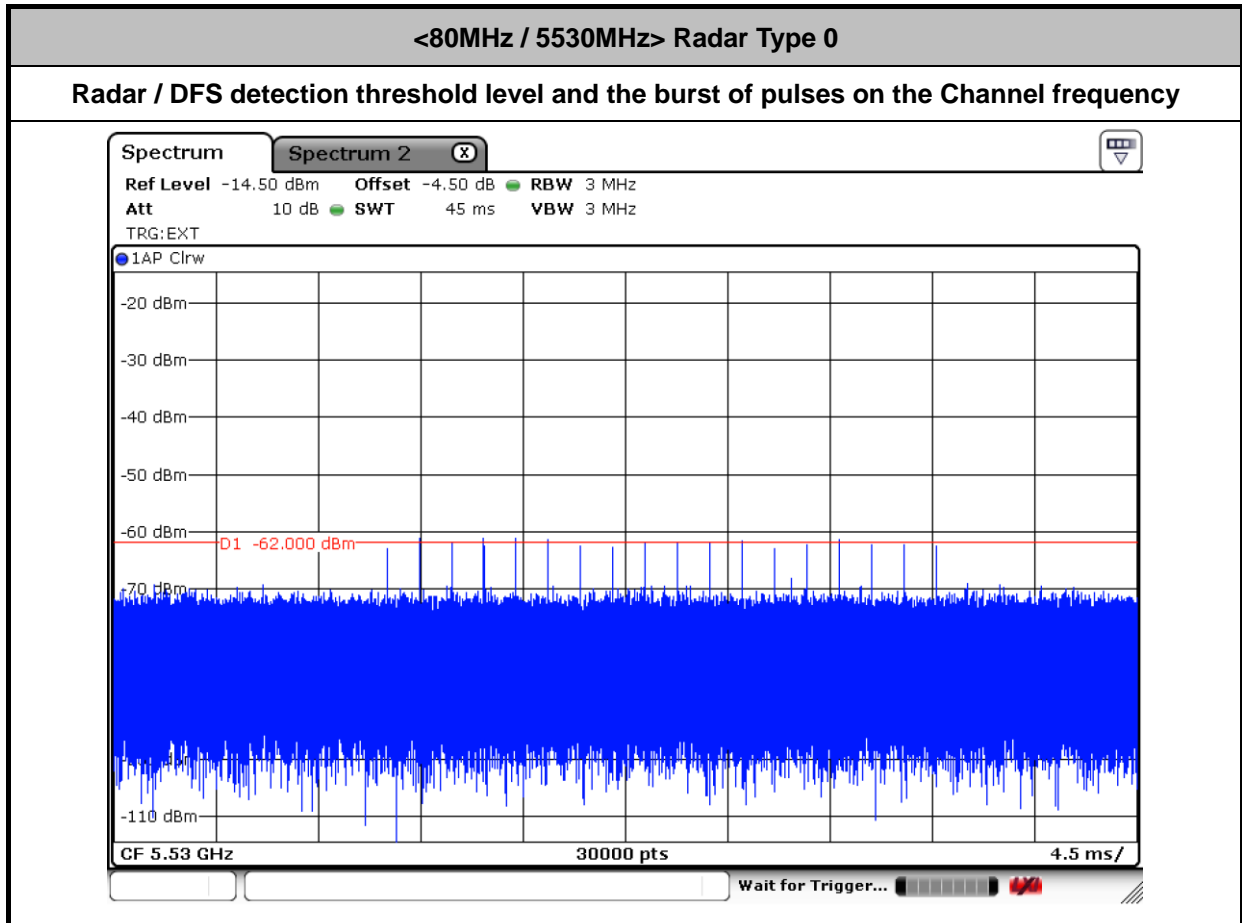 <80MHz / 5530MHz> Radar Type 0
Radar / DFS detection threshold level and the burst of pulses on the Channel frequency
Spectrum Spectrum 2 X
Ref Level -14.50 dBm Offset -4.50 dB RBW 3 MHz
Att 10 dB SWT 45 ms VBW 3 MHz
TRG:EXT
1AP Clrw
-20 dBm
-30 dBm
-40 dBm
-50 dBm
-60 dBm
D1 -62.000 dBm
-70 dBm
-110 dBm
CF 5.53 GHz 30000 pts 4.5 ms/
Wait for Trigger...